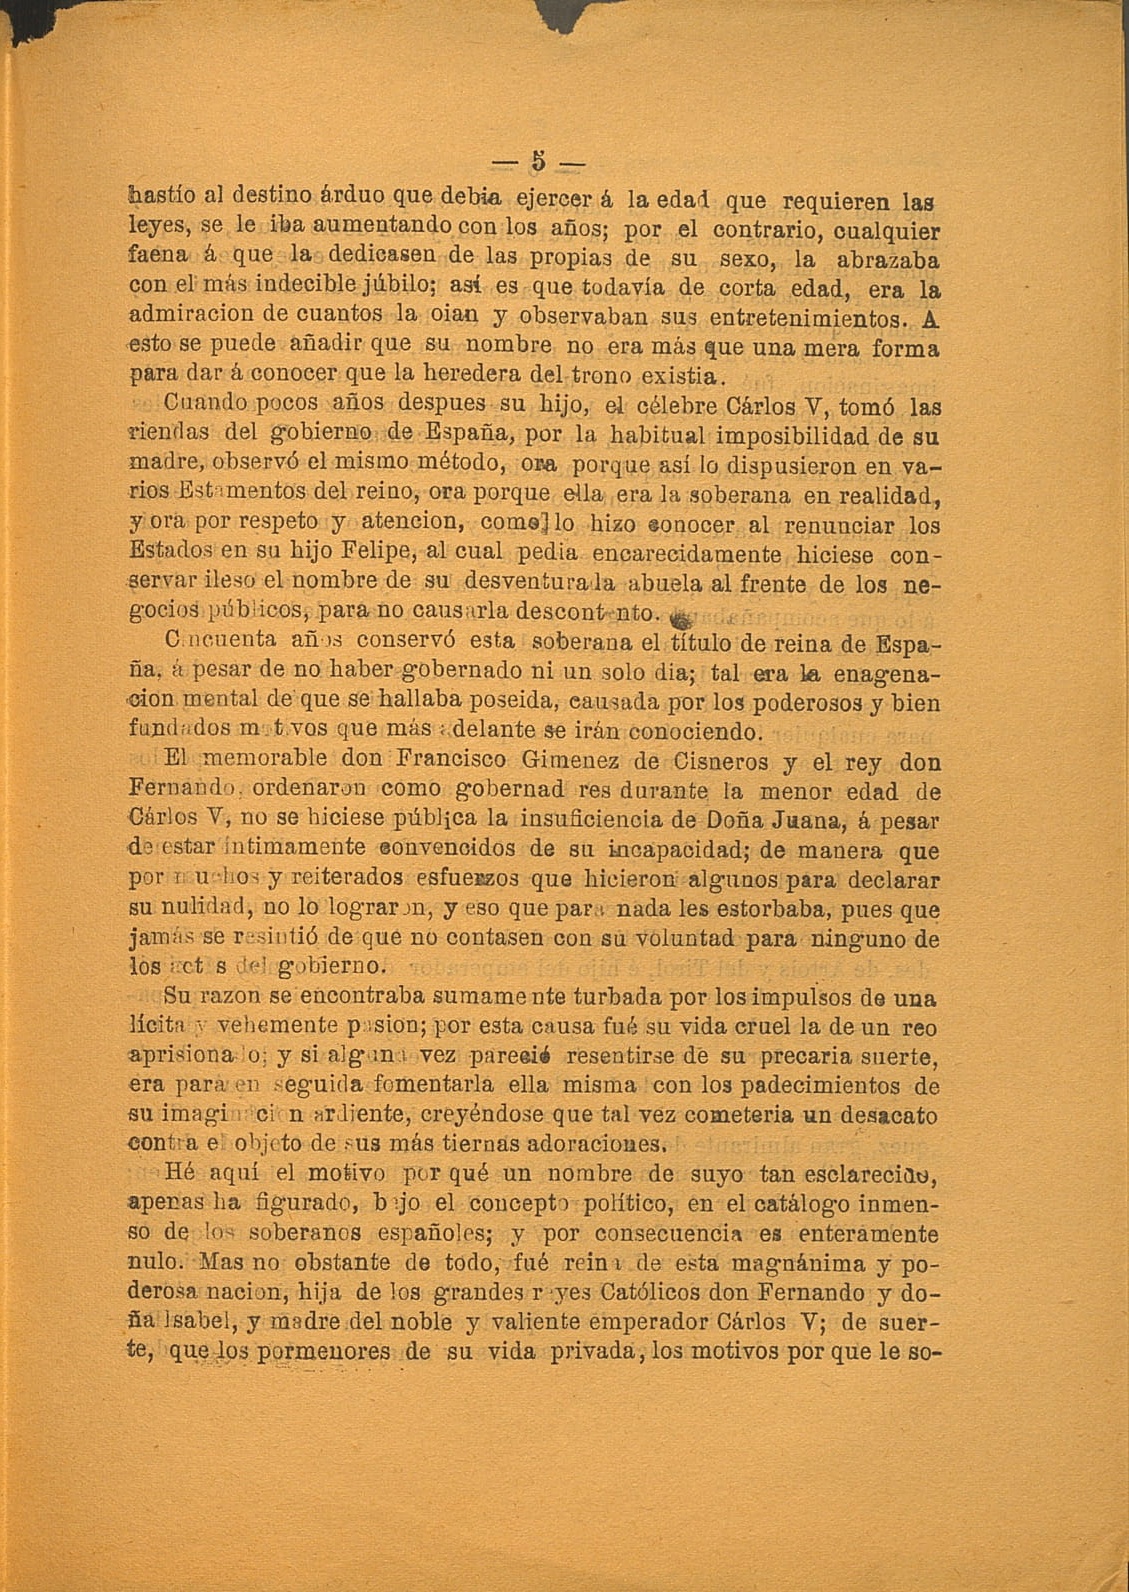 — 5 —
hastío al destino árduo que debia ejercer á la edad que requieren las
leyes, se le iba aumentando con los años; por el contrario, cualquier
faena á que la dedicasen de las propias de su sexo, la abrazaba
con el más indecible júbilo; así es que todavía de corta edad, era la
admiracion de cuantos la oian y observaban sus entretenimientos. A
esto se puede añadir que su nombre no era más que una mera forma
para dar á conocer que la heredera del trono existia.
Cuando pocos años despues su hijo, el célebre Cárlos V, tomó las
riendas del gobierno de España, por la habitual imposibilidad de su
madre, observó el mismo método, ora porque así lo dispusieron en va-
rios Estamentos del reino, ora porque ella era la soberana en realidad,
y ora por respeto y atencion, como lo hizo conocer al renunciar los
Estados en su hijo Felipe, al cual pedia encarecidamente hiciese con-
servar ileso el nombre de su desventurada abuela al frente de los ne-
gocios públicos, para no causarla descontento.
Cincuenta años conservó esta soberana el título de reina de Espa-
ña, á pesar de no haber gobernado ni un solo dia; tal era la enagena-
cion mental de que se hallaba poseida, causada por los poderosos y bien
fundados motivos que más adelante se irán conociendo.
El memorable don Francisco Gimenez de Cisneros y el rey don
Fernando, ordenaron como gobernadores durante la menor edad de
Cárlos V, no se hiciese pública la insuficiencia de Doña Juana, á pesar
de estar íntimamente convencidos de su incapacidad; de manera que
por muchos y reiterados esfuerzos que hicieron algunos para declarar
su nulidad, no lo lograron, y eso que para nada les estorbaba, pues que
jamás se resintió de que no contasen con su voluntad para ninguno de
los actos del gobierno.
Su razon se encontraba sumamente turbada por los impulsos de una
lícita y vehemente pasion; por esta causa fué su vida cruel la de un reo
aprisionado; y si alguna vez pareció resentirse de su precaria suerte,
era para en seguida fomentarla ella misma con los padecimientos de
su imaginacion ardiente, creyéndose que tal vez cometeria un desacato
contra el objeto de sus más tiernas adoraciones.
Hé aquí el motivo por qué un nombre de suyo tan esclarecido,
apenas ha figurado, bajo el concepto político, en el catálogo inmen-
so de los soberanos españoles; y por consecuencia es enteramente
nulo. Mas no obstante de todo, fué reina de esta magnánima y po-
derosa nacion, hija de los grandes reyes Católicos don Fernando y do-
ña Isabel, y madre del noble y valiente emperador Cárlos V; de suer-
te, que los pormenores de su vida privada, los motivos por que le so-